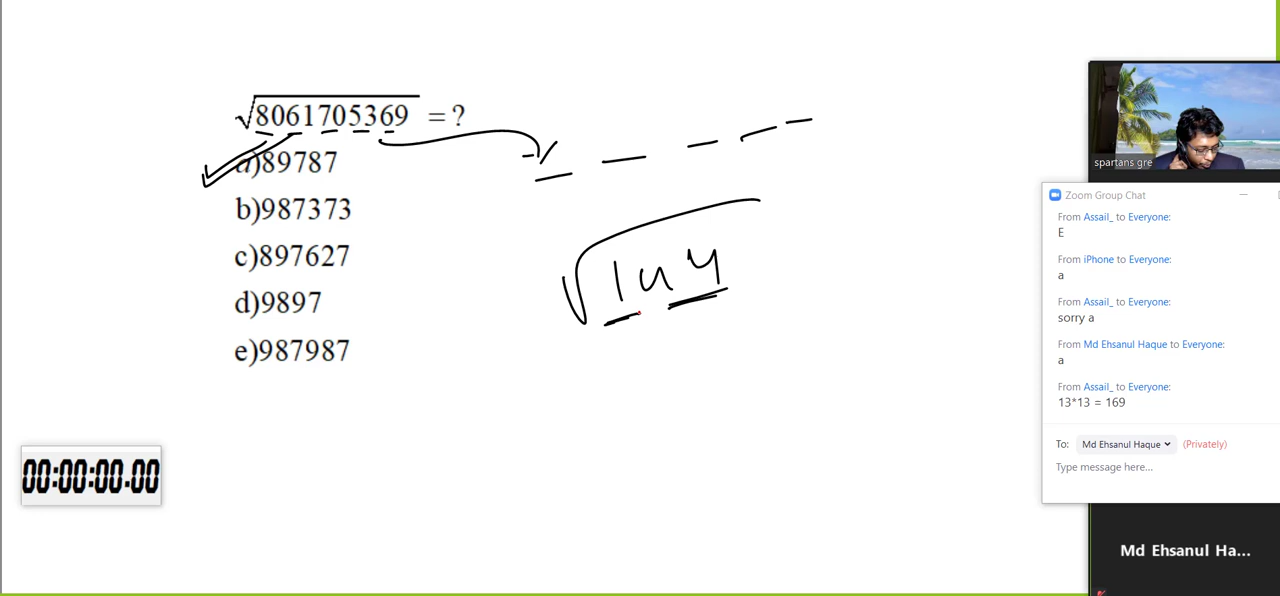 √8061705369 = ?
a)89787
b)987373
c)897627
d)9897
e)987987
√144
00:00:00.00
spartans gre
Zoom Group Chat
From Assail_ to Everyone:
E
From iPhone to Everyone:
a
From Assail_ to Everyone:
sorry a
From Md Ehsanul Haque to Everyone:
a
From Assail_ to Everyone:
13*13 = 169
To: Md Ehsanul Haque (Privately)
Type message here...
Md Ehsanul Ha...